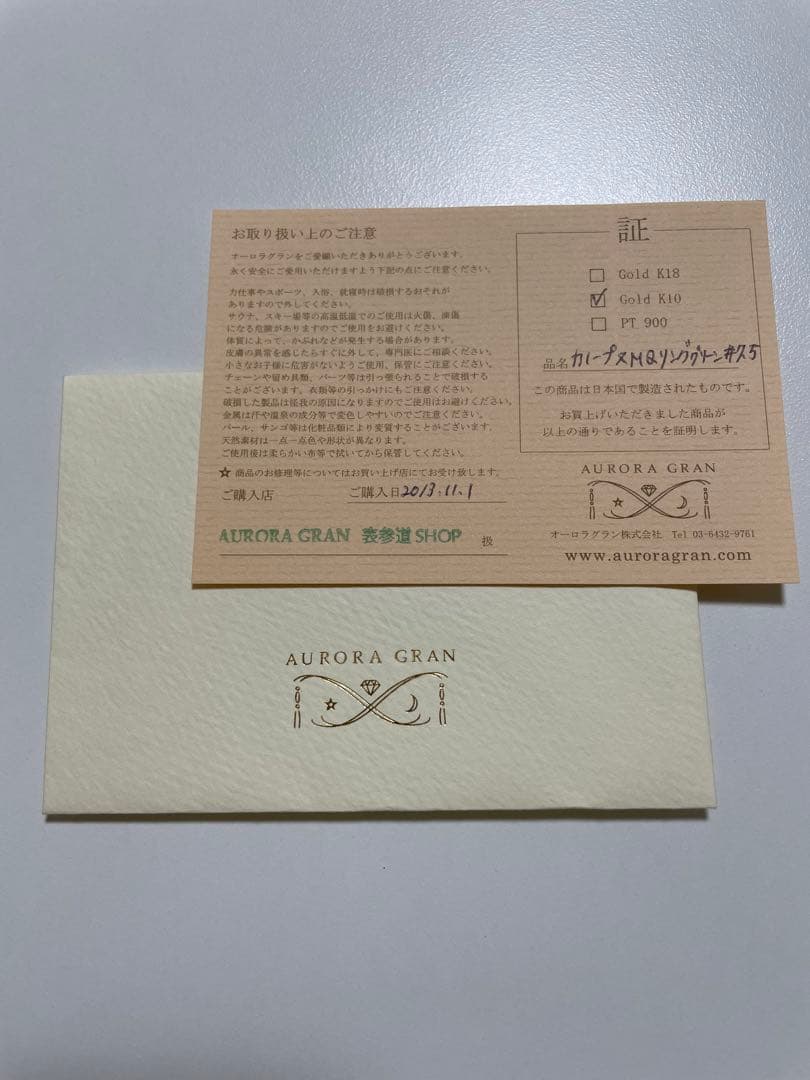 お取り扱い上のご注意
オーロラグランをご愛顧いただきありがとうございます。
永く安全にご愛用いただけますよう下記の点にご注意ください。
力仕事やスポーツ、入浴、就寝時は破損するおそれが
ありますので外してください。
サウナ、スキー場等の高温低温でのご使用は火傷、凍傷
になる危険がありますのでご使用をお避けください。
体質によって、かぶれなどが発生する場合があります。
皮膚の異常を感じたらすぐに外して、専門医にご相談ください。
小さなお子様に危害がないようご使用、保管にご注意ください。
チェーンや留め具類、パーツ等は引っ張られることで破損する
ことがございます。衣類等の引っかけにもご注意ください。
破損した製品は怪我の原因になりますのでご使用はお避けください。
金属は汗や温泉の成分等で変色しやすいのでご注意ください。
パール、サンゴ等は化粧品類により変質することがございます。
天然素材は一点一点色や形状が異なります。
ご使用後は柔らかい布等で拭いてから保管してください。
☆ 商品のお修理等についてはお買い上げ店にてお受け致します。
ご購入店 ご購入日 2013.11.1
AURORA GRAN 表参道 SHOP 扱
証
Gold K18
Gold K10
PT 900
品名 カーブヌMQリンググリーン#7.5
この商品は日本国で製造されたものです。
お買上げいただきました商品が
以上の通りであることを証明します。
AURORA GRAN
オーロラグラン株式会社 Tel 03-6432-9761
www.auroragran.com
AURORA GRAN